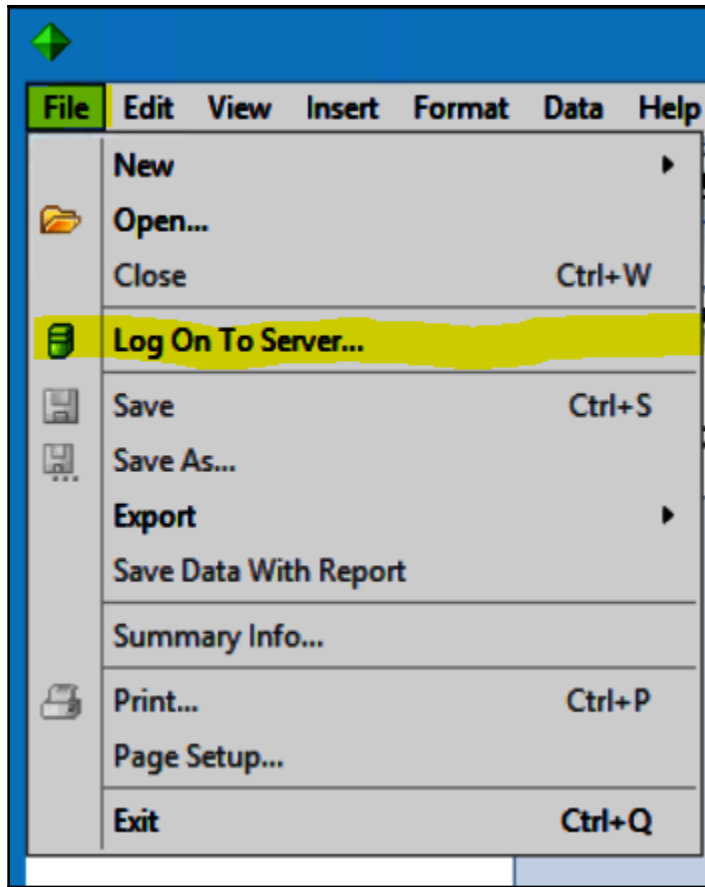 File Edit View Insert Format Data Help
New
Open...
Close Ctrl+W
Log On To Server...
Save Ctrl+S
Save As...
Export
Save Data With Report
Summary Info...
Print... Ctrl+P
Page Setup...
Exit Ctrl+Q